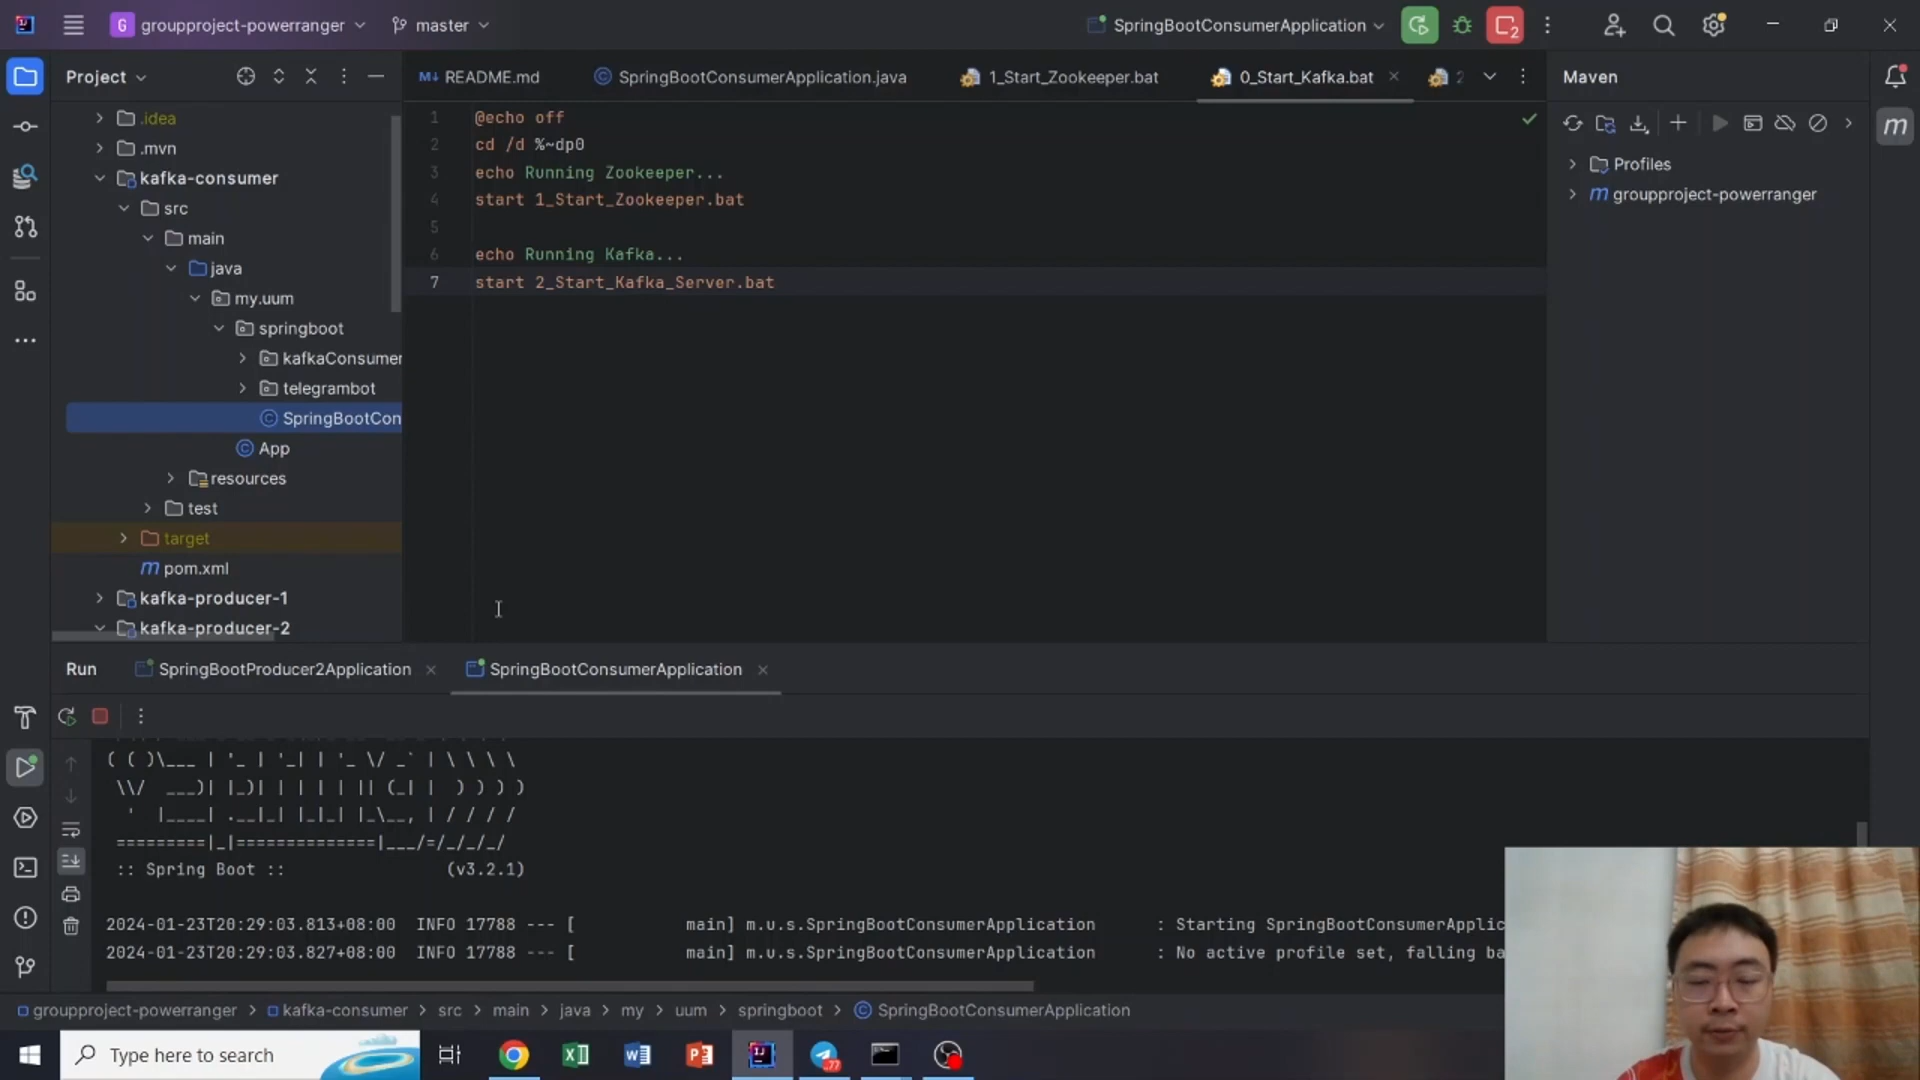 G groupproject-powerranger master SpringBootConsumerApplication 2
Project README.md SpringBootConsumerApplication.java 1_Start_Zookeeper.bat 0_Start_Kafka.bat 2 Maven
.idea
.mvn
kafka-consumer
src
main
java
my.uum
springboot
kafkaConsumer
telegrambot
SpringBootCon
App
resources
test
target
pom.xml
kafka-producer-1
kafka-producer-2
1 @echo off
2 cd /d %~dp0
3 echo Running Zookeeper...
4 start 1_Start_Zookeeper.bat
5
6 echo Running Kafka...
7 start 2_Start_Kafka_Server.bat
Profiles
groupproject-powerranger
Run SpringBootProducer2Application SpringBootConsumerApplication
:: Spring Boot :: (v3.2.1)
2024-01-23T20:29:03.813+08:00 INFO 17788 --- [ main] m.u.s.SpringBootConsumerApplication : Starting SpringBootConsumerApplic
2024-01-23T20:29:03.827+08:00 INFO 17788 --- [ main] m.u.s.SpringBootConsumerApplication : No active profile set, falling ba
groupproject-powerranger > kafka-consumer > src > main > java > my > uum > springboot > SpringBootConsumerApplication
Type here to search
77